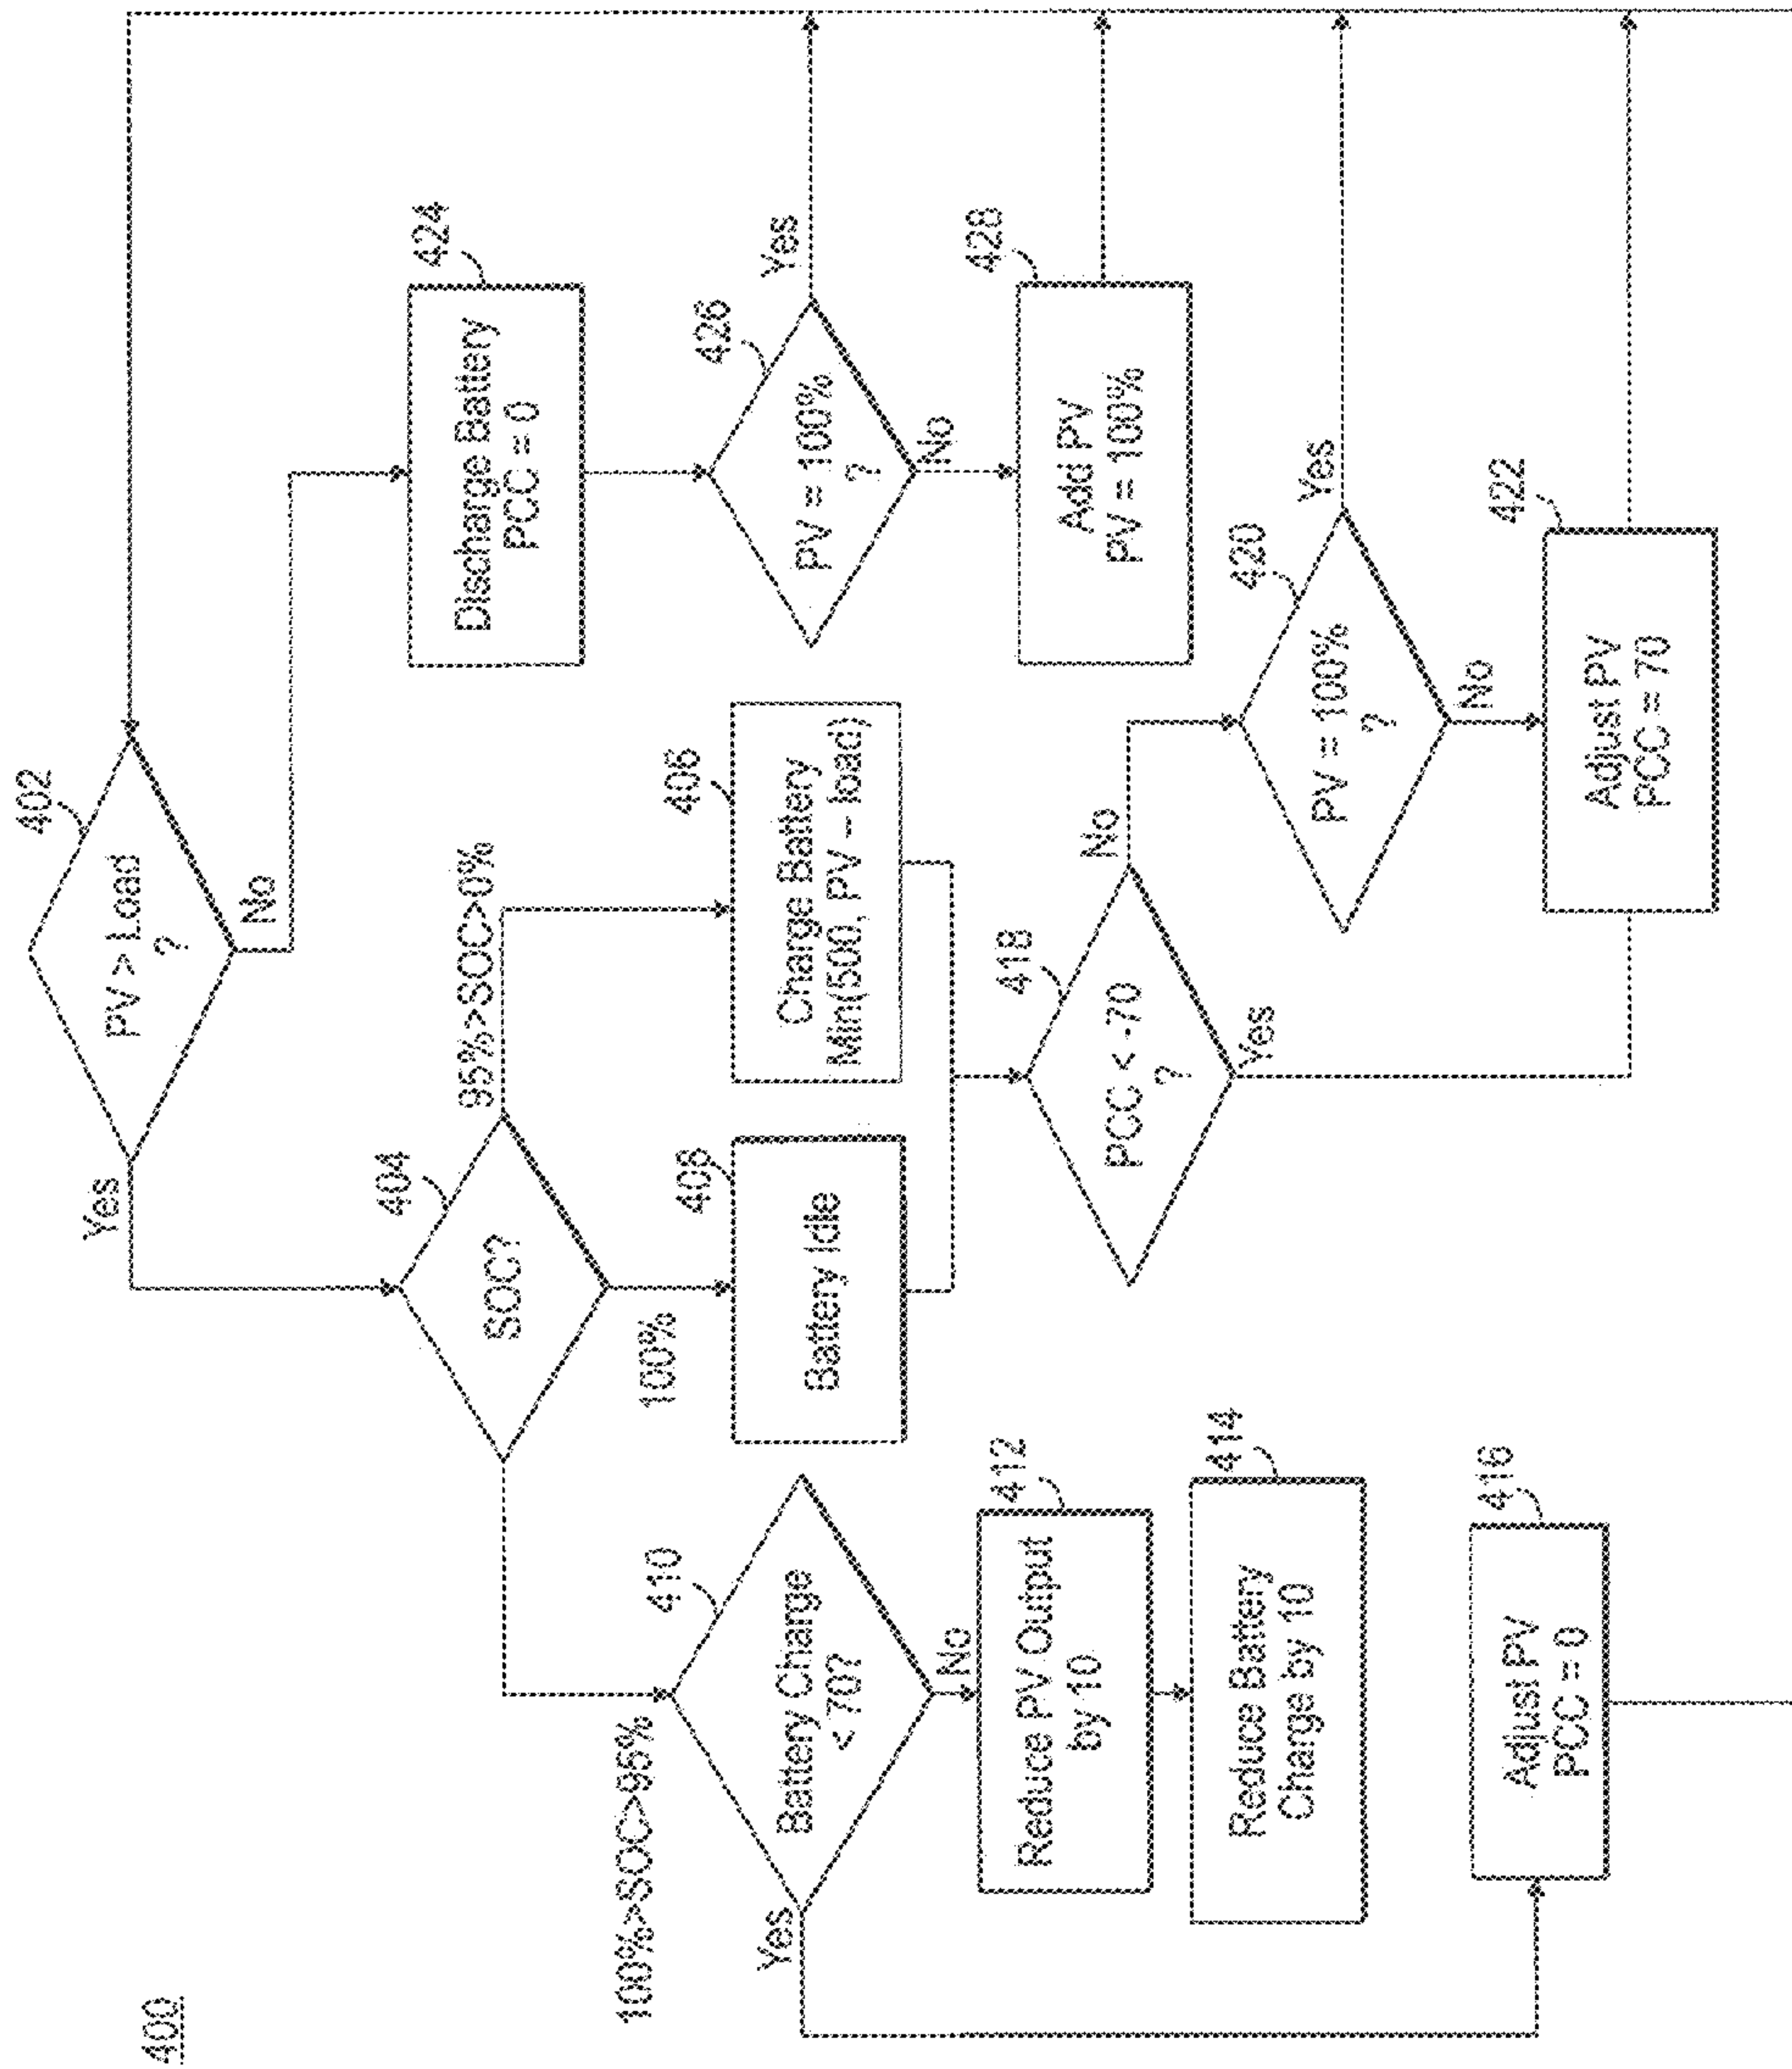 400
402
PV > Load
?
Yes
No
404
SOC?
95%>SOC>0%
100%
100%>SOC>95%
424
Discharge Battery
PCC = 0
406
Charge Battery
Min(500, PV – load)
408
Battery Idle
410
Battery Charge
< 70?
Yes
No
426
PV = 100%
?
Yes
No
412
Reduce PV Output
by 10
414
Reduce Battery
Charge by 10
416
Adjust PV
PCC = 0
418
PCC < -70
?
No
Yes
428
Add PV
PV = 100%
420
PV = 100%
?
Yes
No
422
Adjust PV
PCC = 70